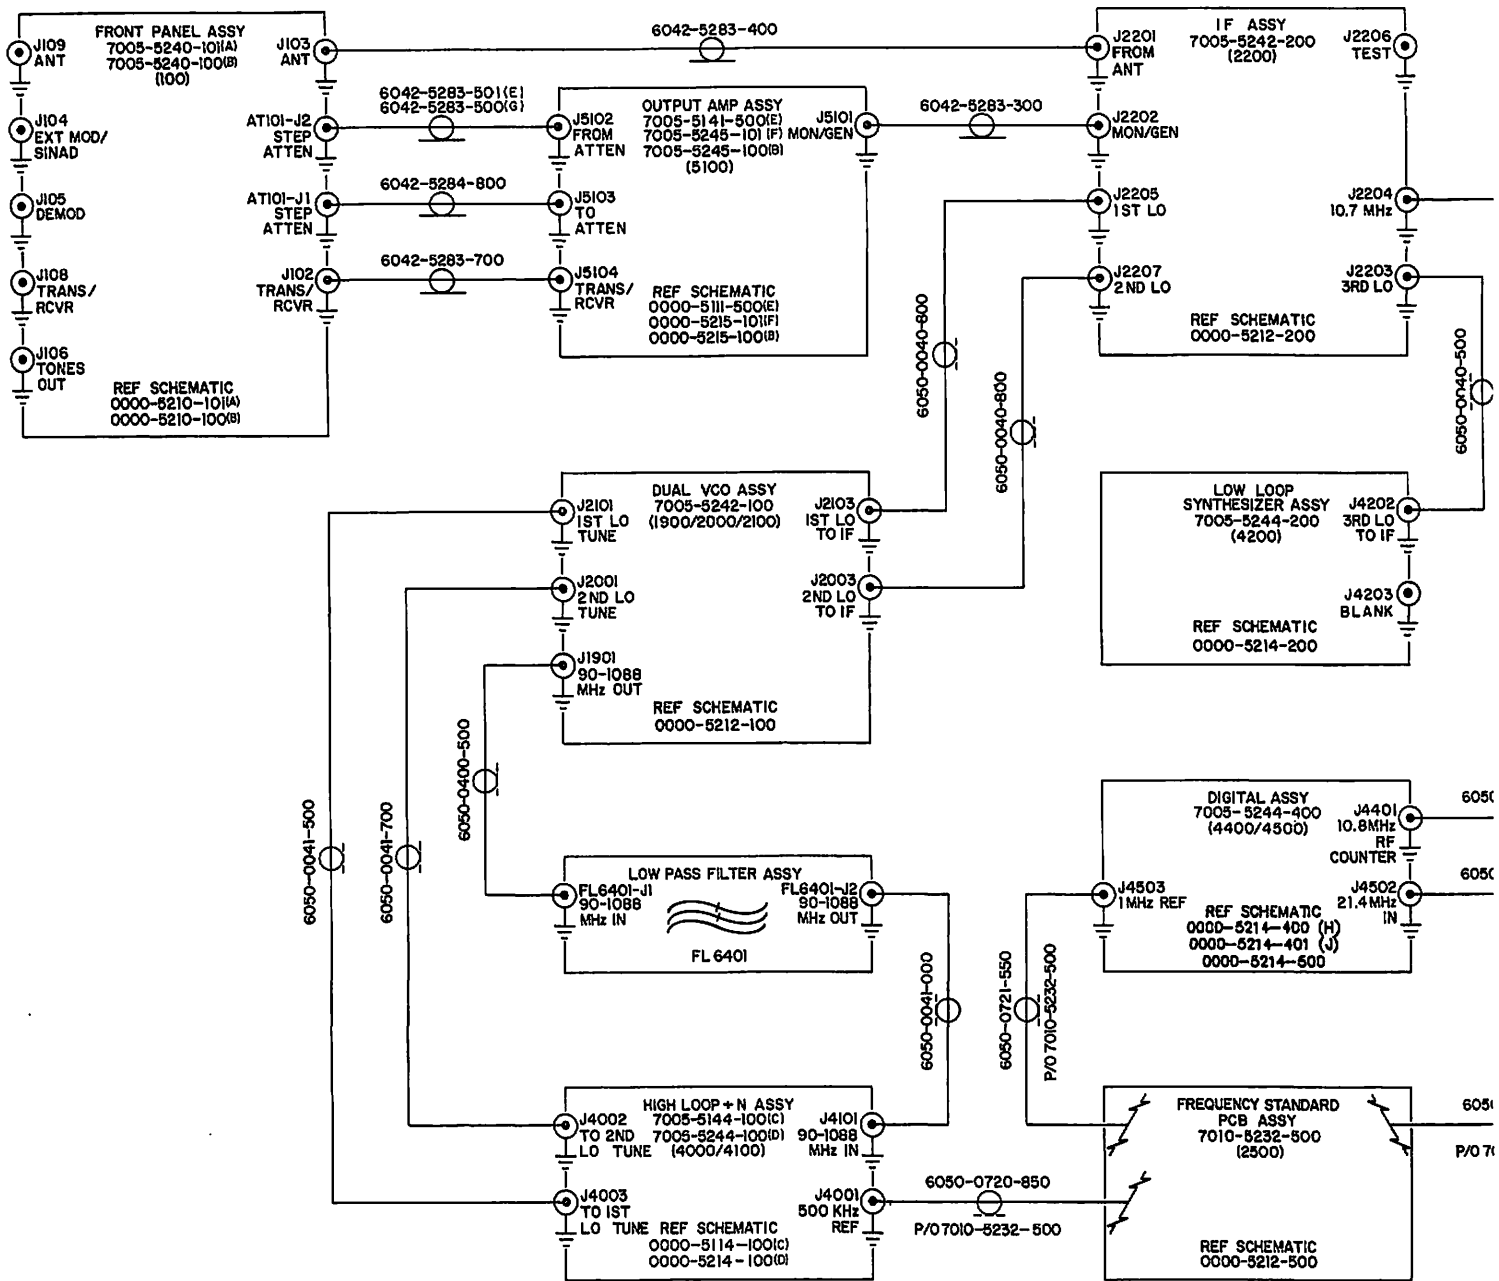 J109
ANT
FRONT PANEL ASSY
7005-5240-101(A)
7005-5240-100(B)
(100)
J103
ANT
J104
EXT MOD/
SINAD
AT101-J2
STEP
ATTEN
J105
DEMOD
AT101-J1
STEP
ATTEN
J108
TRANS/
RCVR
J102
TRANS/
RCVR
J106
TONES
OUT
REF SCHEMATIC
0000-5210-101(A)
0000-5210-100(B)
6042-5283-400
6042-5283-501(E)
6042-5283-500(G)
6042-5284-800
6042-5283-700
J5102
FROM
ATTEN
OUTPUT AMP ASSY
7005-5141-500(E)
7005-5245-101 (F)
7005-5245-100(B)
(5100)
J5101
MON/GEN
J5103
TO
ATTEN
J5104
TRANS/
RCVR
REF SCHEMATIC
0000-5111-500(E)
0000-5215-101(F)
0000-5215-100(B)
6042-5283-300
J2201
FROM
ANT
IF ASSY
7005-5242-200
(2200)
J2206
TEST
J2202
MON/GEN
J2205
1ST LO
J2204
10.7 MHz
J2207
2ND LO
J2203
3RD LO
REF SCHEMATIC
0000-5212-200
6050-0040-800
6050-0040-800
6050-0040-500
J2101
1ST LO
TUNE
DUAL VCO ASSY
7005-5242-100
(1900/2000/2100)
J2103
1ST LO
TO IF
J2001
2ND LO
TUNE
J2003
2ND LO
TO IF
J1901
90-1088
MHz OUT
REF SCHEMATIC
0000-5212-100
LOW LOOP
SYNTHESIZER ASSY
7005-5244-200
(4200)
J4202
3RD LO
TO IF
J4203
BLANK
REF SCHEMATIC
0000-5214-200
6050-0041-500
6050-0041-700
6050-0400-500
LOW PASS FILTER ASSY
FL6401-J1
90-1088
MHz IN
FL6401-J2
90-1088
MHz OUT
FL 6401
DIGITAL ASSY
7005-5244-400
(4400/4500)
J4401
10.8MHz
RF
COUNTER
6050
J4503
1MHz REF
J4502
21.4MHz
IN
6050
REF SCHEMATIC
0000-5214-400 (H)
0000-5214-401 (J)
0000-5214-500
6050-0041-000
6050-0721-550
P/O 7010-5232-500
HIGH LOOP ÷ N ASSY
7005-5144-100(C)
7005-5244-100(D)
(4000/4100)
J4002
TO 2ND
LO TUNE
J4101
90-1088
MHz IN
J4003
TO 1ST
LO TUNE
J4001
500 KHz
REF
REF SCHEMATIC
0000-5114-100(C)
0000-5214-100(D)
6050-0720-850
P/O 7010-5232-500
FREQUENCY STANDARD
PCB ASSY
7010-5232-500
(2500)
REF SCHEMATIC
0000-5212-500
6050
P/O 70